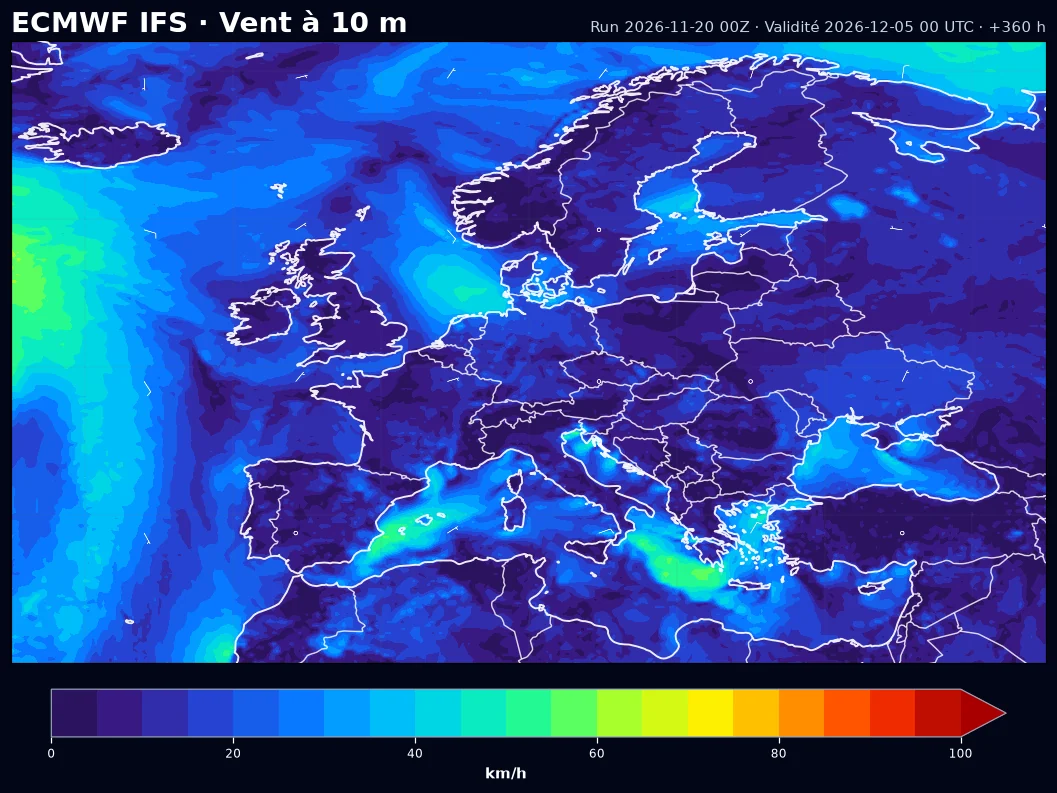 ECMWF IFS · Vent à 10 m
Run 2026-11-20 00Z · Validité 2026-12-05 00 UTC · +360 h
0 20 40 60 80 100
km/h